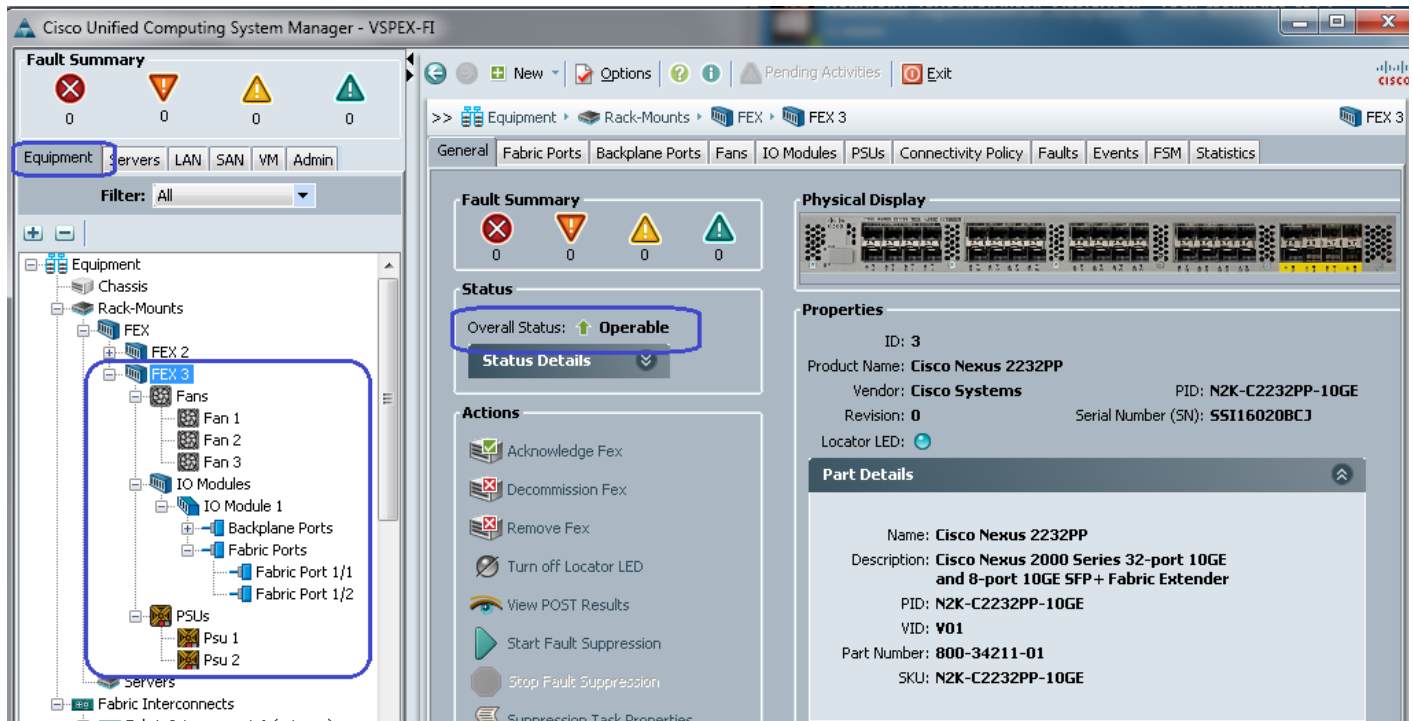 Cisco Unified Computing System Manager - VSPEX-FI
Fault Summary
0 0 0 0
Equipment Servers LAN SAN VM Admin
Filter: All
Equipment
Chassis
Rack-Mounts
FEX
FEX 2
FEX 3
Fans
Fan 1
Fan 2
Fan 3
IO Modules
IO Module 1
Backplane Ports
Fabric Ports
Fabric Port 1/1
Fabric Port 1/2
PSUs
Psu 1
Psu 2
Servers
Fabric Interconnects
New Options Pending Activities Exit
CISCO
>> Equipment Rack-Mounts FEX FEX 3 FEX 3
General Fabric Ports Backplane Ports Fans IO Modules PSUs Connectivity Policy Faults Events FSM Statistics
Fault Summary
0 0 0 0
Status
Overall Status: Operable
Status Details
Actions
Acknowledge Fex
Decommission Fex
Remove Fex
Turn off Locator LED
View POST Results
Start Fault Suppression
Stop Fault Suppression
Suppression Task Properties
Physical Display
Properties
ID: 3
Product Name: Cisco Nexus 2232PP
Vendor: Cisco Systems PID: N2K-C2232PP-10GE
Revision: 0 Serial Number (SN): SSI16020BCJ
Locator LED:
Part Details
Name: Cisco Nexus 2232PP
Description: Cisco Nexus 2000 Series 32-port 10GE
and 8-port 10GE SFP+ Fabric Extender
PID: N2K-C2232PP-10GE
VID: V01
Part Number: 800-34211-01
SKU: N2K-C2232PP-10GE